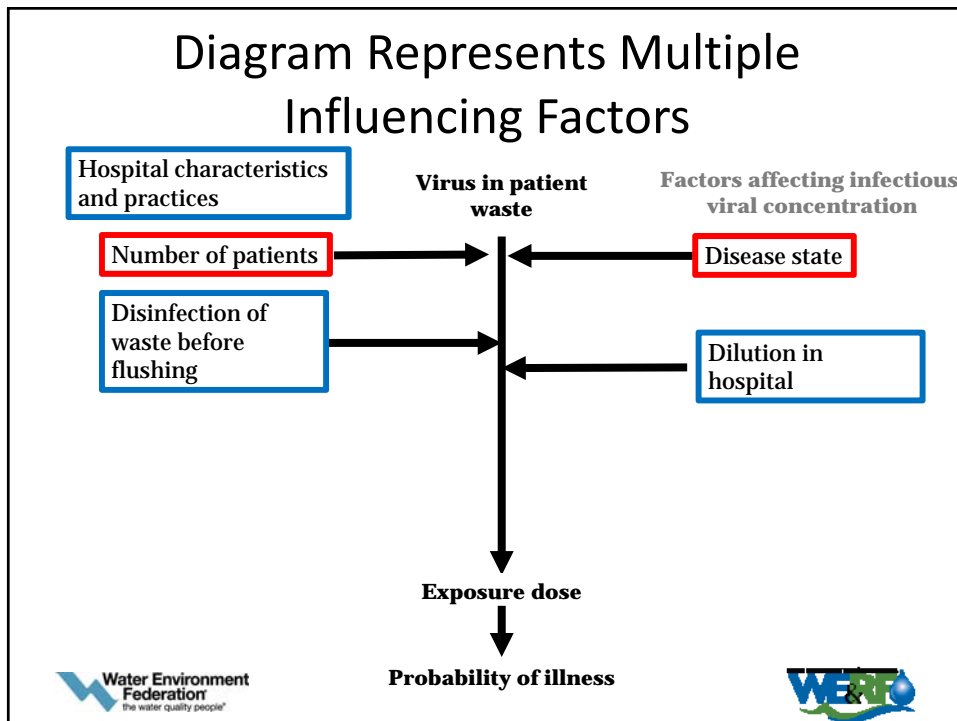 Diagram Represents Multiple
Influencing Factors
Hospital characteristics
and practices
Virus in patient
waste
Factors affecting infectious
viral concentration
Number of patients
Disease state
Disinfection of
waste before
flushing
Dilution in
hospital
Exposure dose
Probability of illness
Water Environment
Federation
the water quality people®
WE&RF